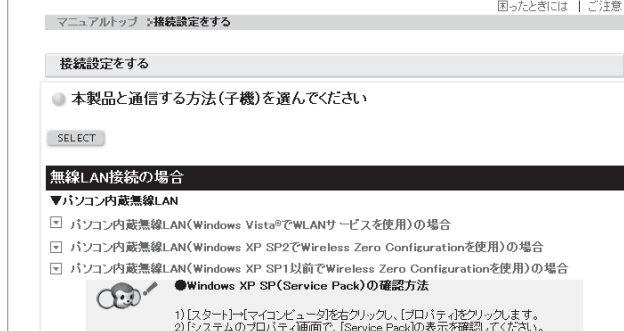 困ったときには | ご注意
マニュアルトップ >接続設定をする
接続設定をする
本製品と通信する方法(子機)を選んでください
SELECT
無線LAN接続の場合
▼パソコン内蔵無線LAN
パソコン内蔵無線LAN(Windows Vista®でWLANサービスを使用)の場合
パソコン内蔵無線LAN(Windows XP SP2でWireless Zero Configurationを使用)の場合
パソコン内蔵無線LAN(Windows XP SP1以前でWireless Zero Configurationを使用)の場合
●Windows XP SP(Service Pack)の確認方法
1)[スタート]→[マイコンピュータ]を右クリックし、[プロパティ]をクリックします。
2)[システムのプロパティ]画面で、[Service Pack]の表示を確認してください。